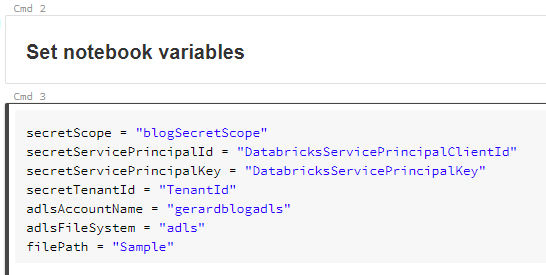 Cmd 2
Set notebook variables
Cmd 3
secretScope = "blogSecretScope"
secretServicePrincipalId = "DatabricksServicePrincipalClientId"
secretServicePrincipalKey = "DatabricksServicePrincipalKey"
secretTenantId = "TenantId"
adlsAccountName = "gerardblogadls"
adlsFileSystem = "adls"
filePath = "Sample"